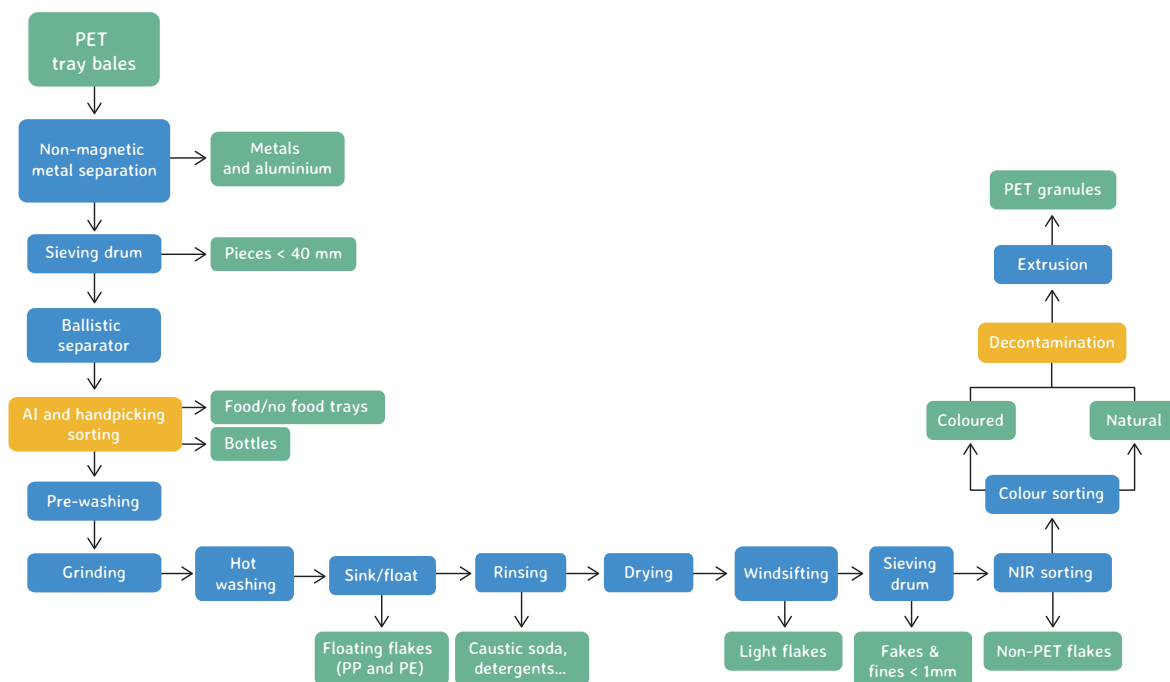 PET
tray bales
Non-magnetic
metal separation
Metals
and aluminium
Sieving drum
Pieces < 40 mm
Ballistic
separator
AI and handpicking
sorting
Food/no food trays
Bottles
Pre-washing
Grinding
Hot
washing
Sink/float
Floating flakes
(PP and PE)
Rinsing
Caustic soda,
detergents...
Drying
Windsifting
Light flakes
Sieving
drum
Fakes &
fines < 1mm
NIR sorting
Non-PET flakes
Colour sorting
Coloured
Natural
Decontamination
Extrusion
PET granules